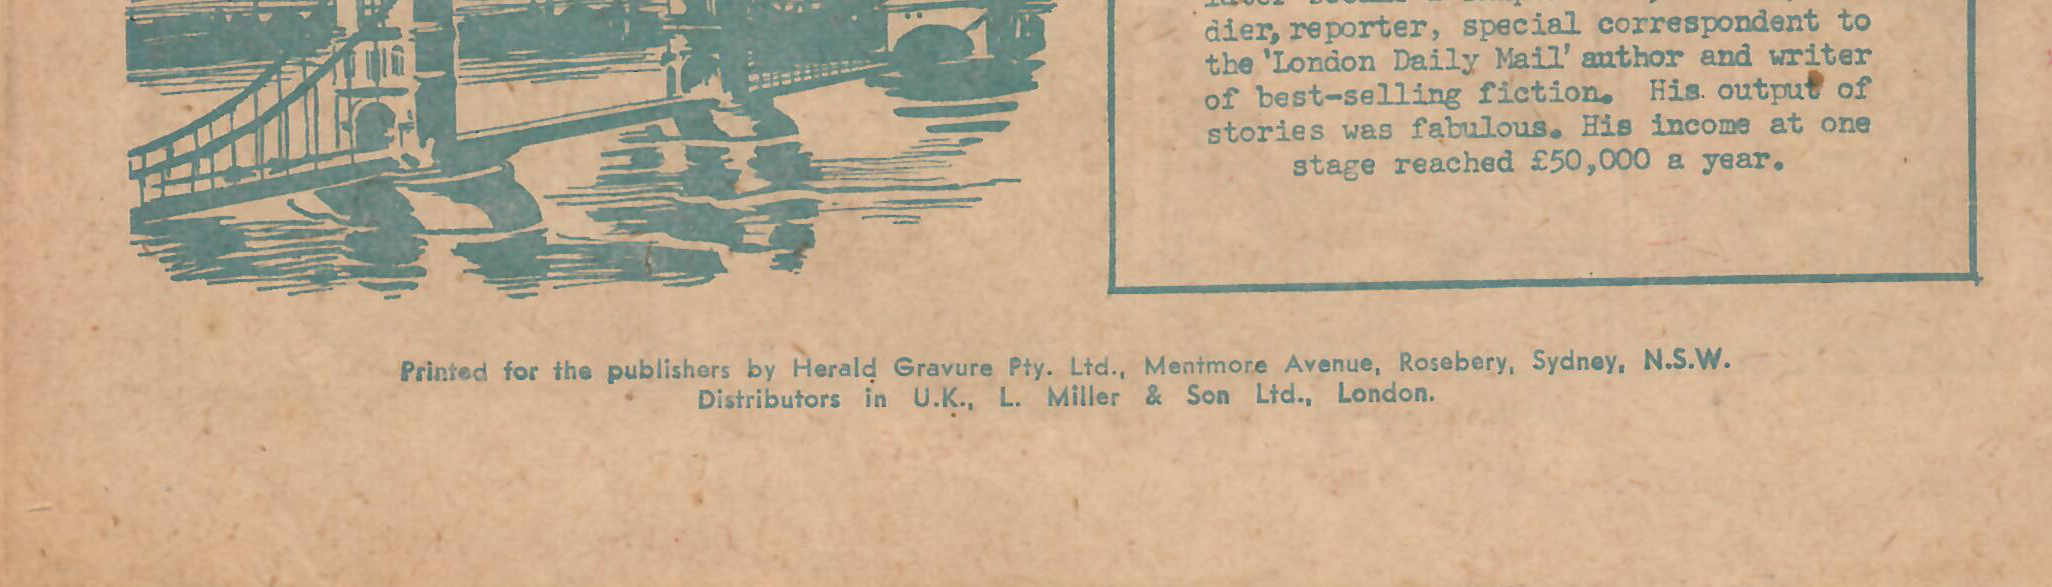 dier, reporter, special correspondent to
the 'London Daily Mail' author and writer
of best-selling fiction. His output of
stories was fabulous. His income at one
stage reached £50,000 a year.
Printed for the publishers by Herald Gravure Pty. Ltd., Mentmore Avenue, Rosebery, Sydney, N.S.W.
Distributors in U.K., L. Miller & Son Ltd., London.